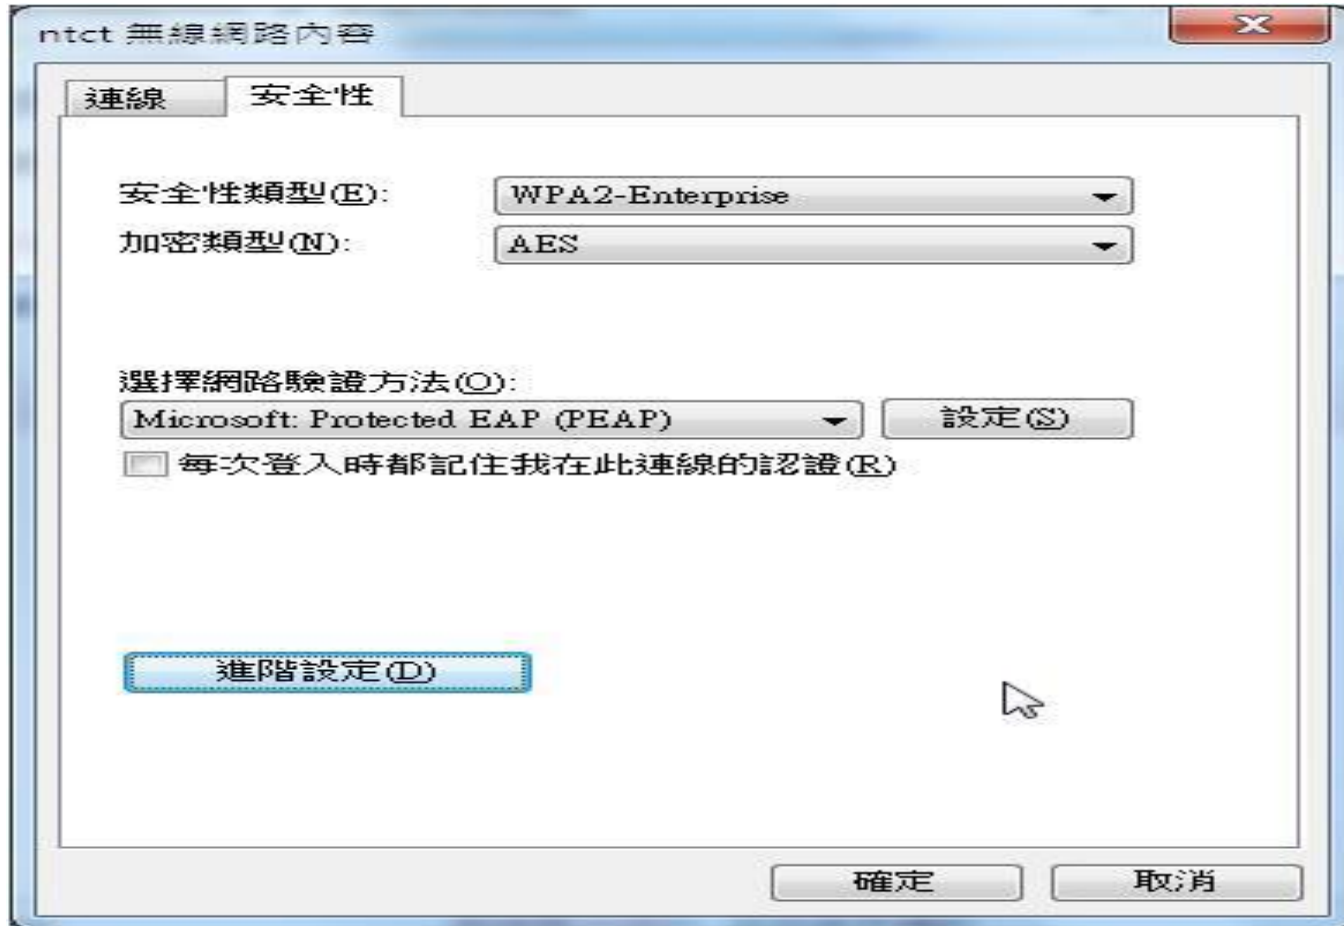 ntct 無線網路內容
連線 安全性
安全性類型(E): WPA2-Enterprise
加密類型(N): AES
選擇網路驗證方法(O):
Microsoft: Protected EAP (PEAP) 設定(S)
每次登入時都記住我在此連線的認證(R)
進階設定(D)
確定 取消